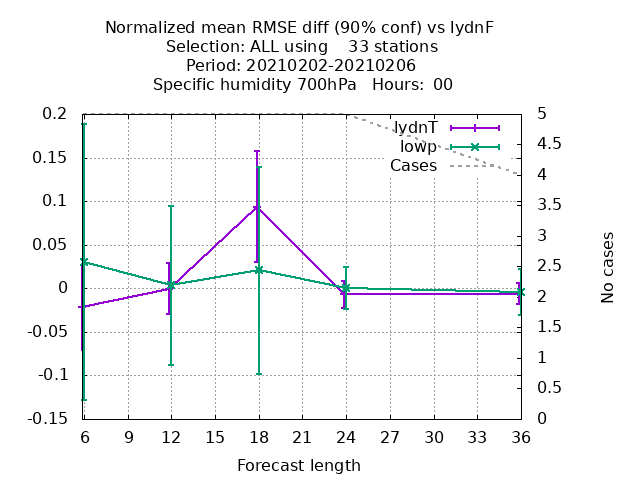 Normalized mean RMSE diff (90% conf) vs lydnF
Selection: ALL using    33 stations
Period: 20210202-20210206
Specific humidity 700hPa   Hours:  00
0.2
0.15
0.1
0.05
0
-0.05
-0.1
-0.15
5
4.5
4
3.5
3
2.5
2
1.5
1
0.5
0
lydnT
lowp
Cases
No cases
6 9 12 15 18 21 24 27 30 33 36
Forecast length